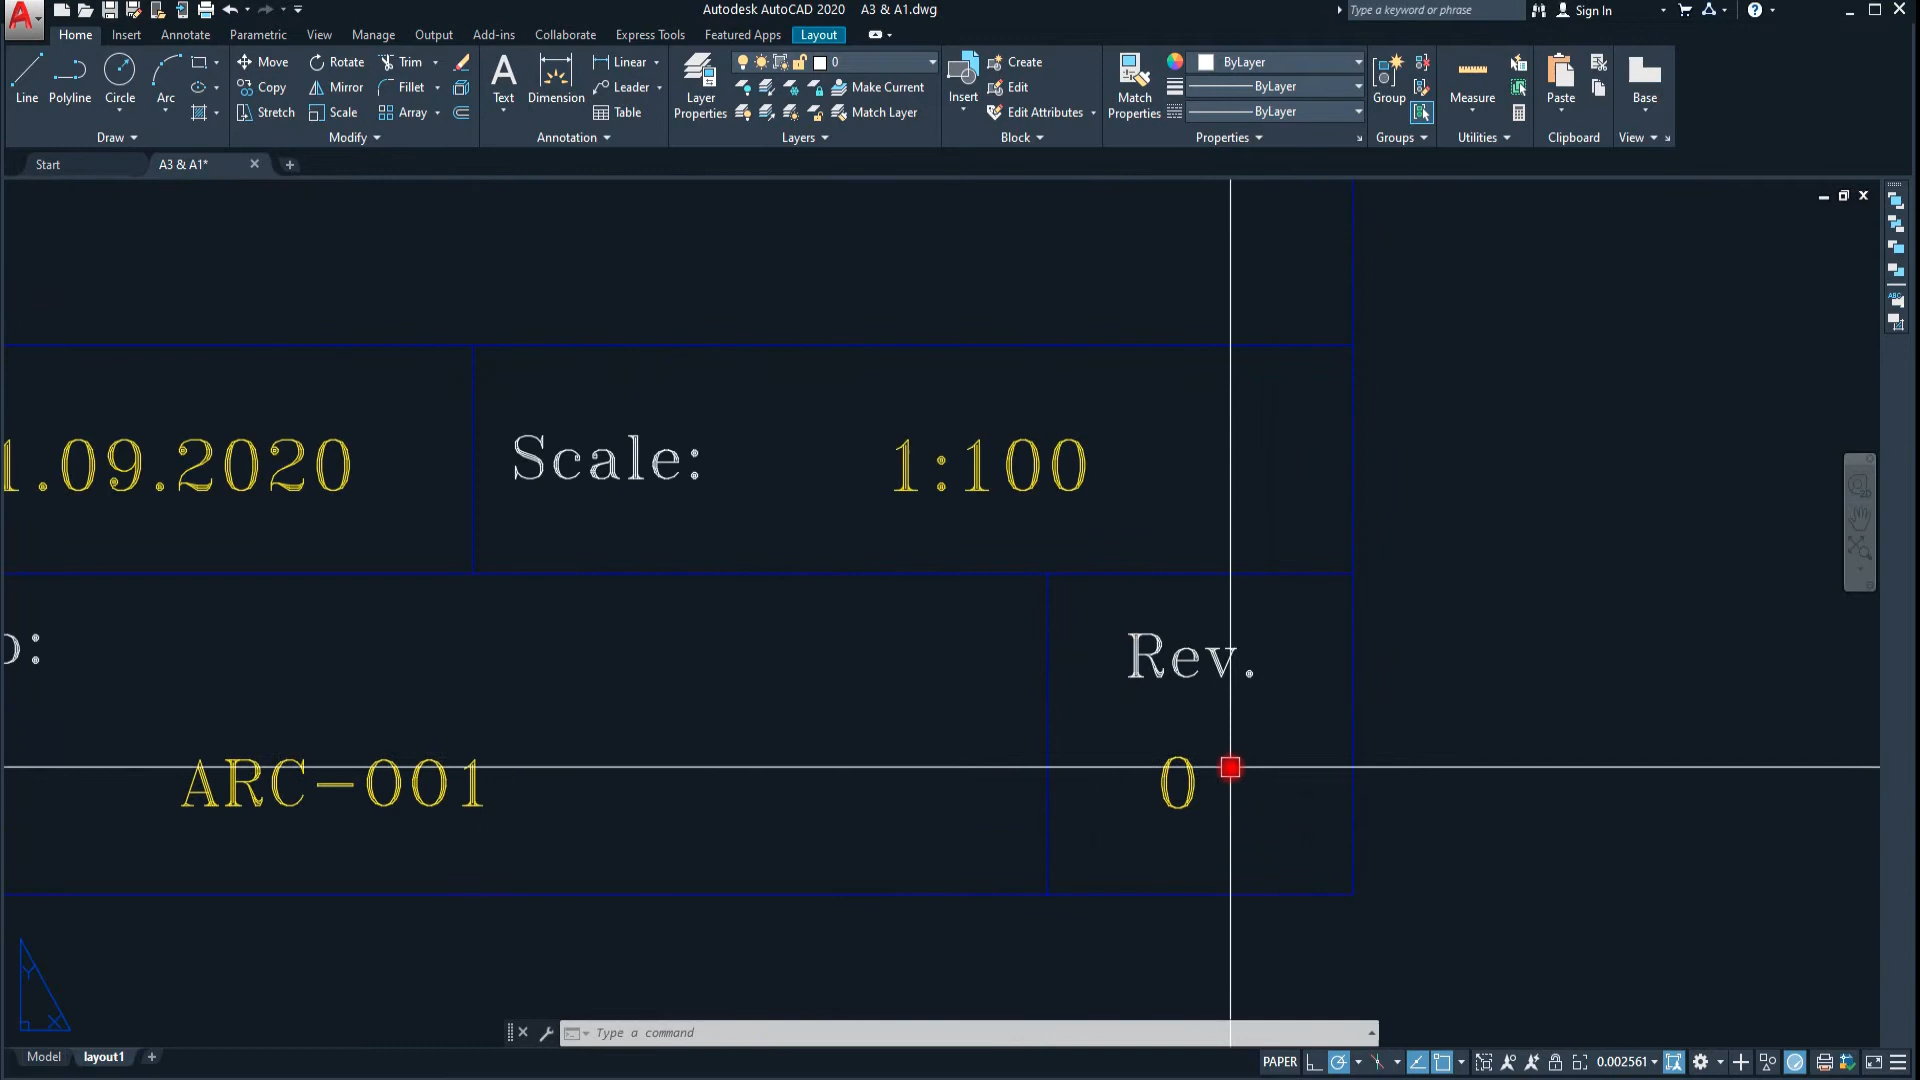 Autodesk AutoCAD 2020 A3 & A1.dwg
Type a keyword or phrase
Sign In
Home Insert Annotate Parametric View Manage Output Add-ins Collaborate Express Tools Featured Apps Layout
Line Polyline Circle Arc
Move Rotate Trim
Copy Mirror Fillet
Stretch Scale Array
Text Dimension
Linear
Leader
Table
Layer Properties
0
Make Current
Match Layer
Insert
Create
Edit
Edit Attributes
Match Properties
ByLayer
ByLayer
ByLayer
Group Measure Paste Base
Draw Modify Annotation Layers Block Properties Groups Utilities Clipboard View
Start A3 & A1*
1.09.2020 Scale: 1:100
o: Rev.
ARC-001 0
Y
X
Type a command
Model layout1
PAPER 0.002561